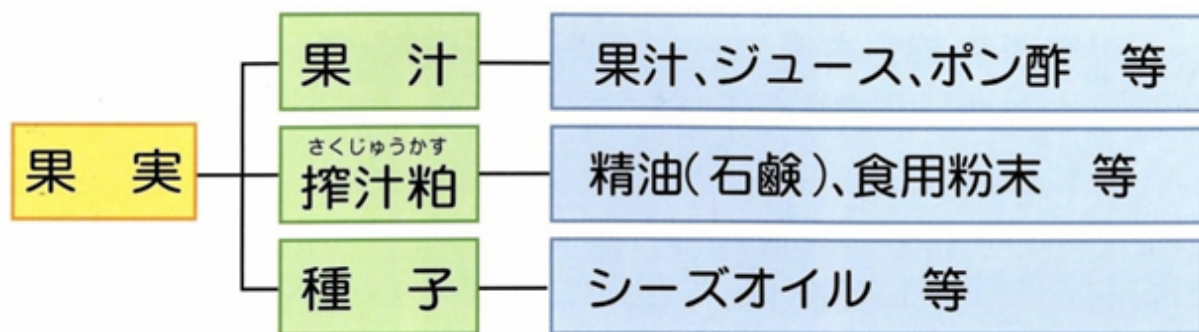 果汁
果汁、ジュース、ポン酢 等
果実
さくじゅうかす
搾汁粕
精油(石鹸)、食用粉末 等
種子
シーズオイル 等